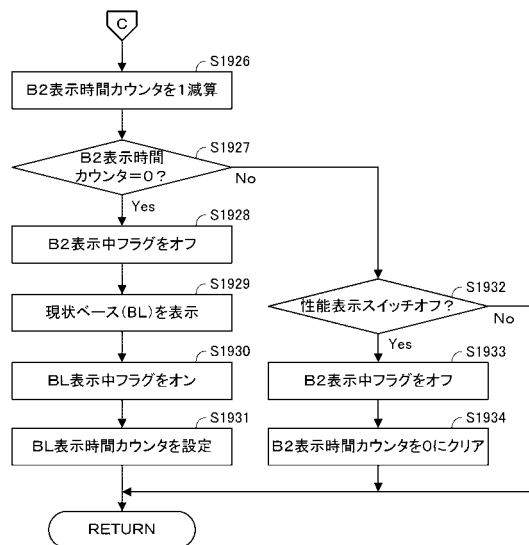 C
S1926
B2表示時間カウンタを1減算
S1927
B2表示時間
カウンタ=0？
No
Yes
S1928
B2表示中フラグをオフ
S1929
現状ベース(BL)を表示
S1932
性能表示スイッチオフ？
No
Yes
S1930
BL表示中フラグをオン
S1933
B2表示中フラグをオフ
S1931
BL表示時間カウンタを設定
S1934
B2表示時間カウンタを0にクリア
RETURN